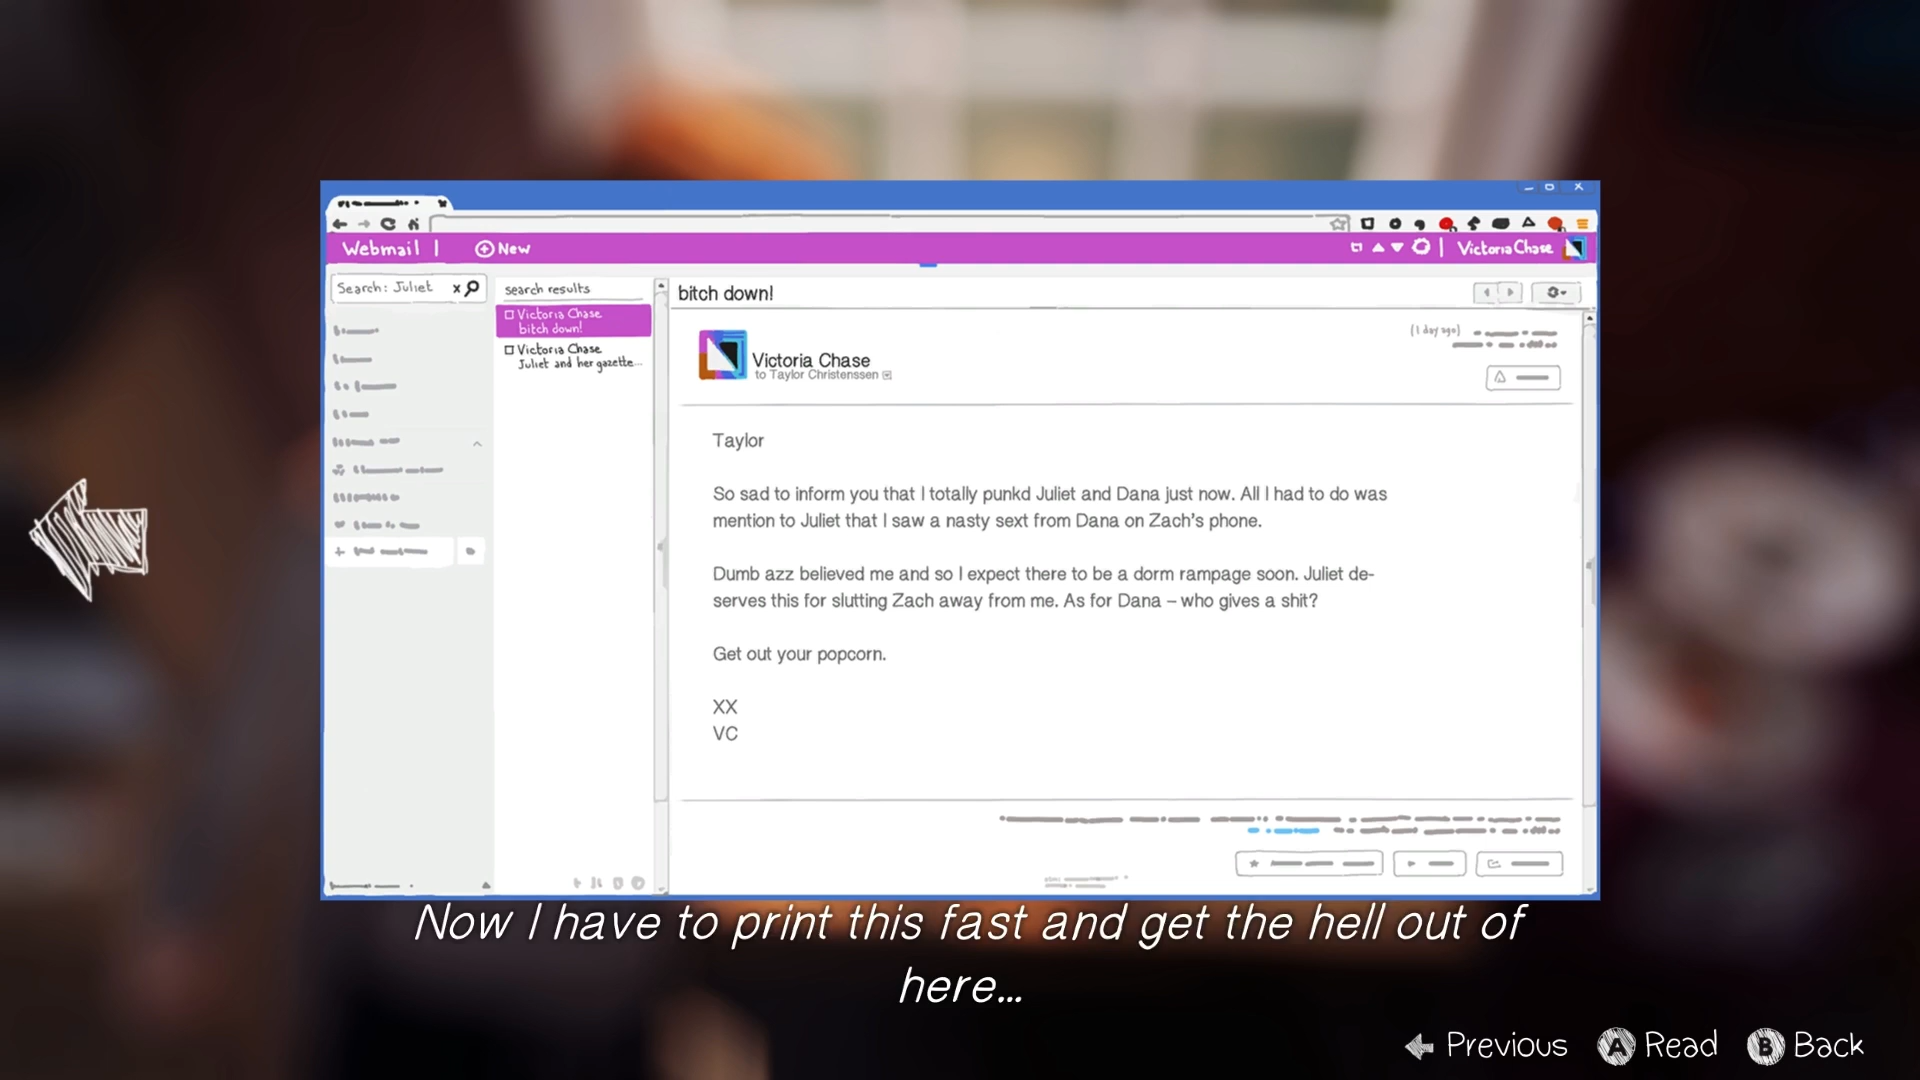 Webmail | New
Victoria Chase
Search: Juliet x
search results
Victoria Chase
bitch down!
Victoria Chase
Juliet and her gazette...
bitch down!
(1 day ago)
Victoria Chase
to Taylor Christenssen
Taylor
So sad to inform you that I totally punkd Juliet and Dana just now. All I had to do was
mention to Juliet that I saw a nasty sext from Dana on Zach's phone.
Dumb azz believed me and so I expect there to be a dorm rampage soon. Juliet de-
serves this for slutting Zach away from me. As for Dana – who gives a shit?
Get out your popcorn.
XX
VC
Now I have to print this fast and get the hell out of
here...
Previous A Read B Back